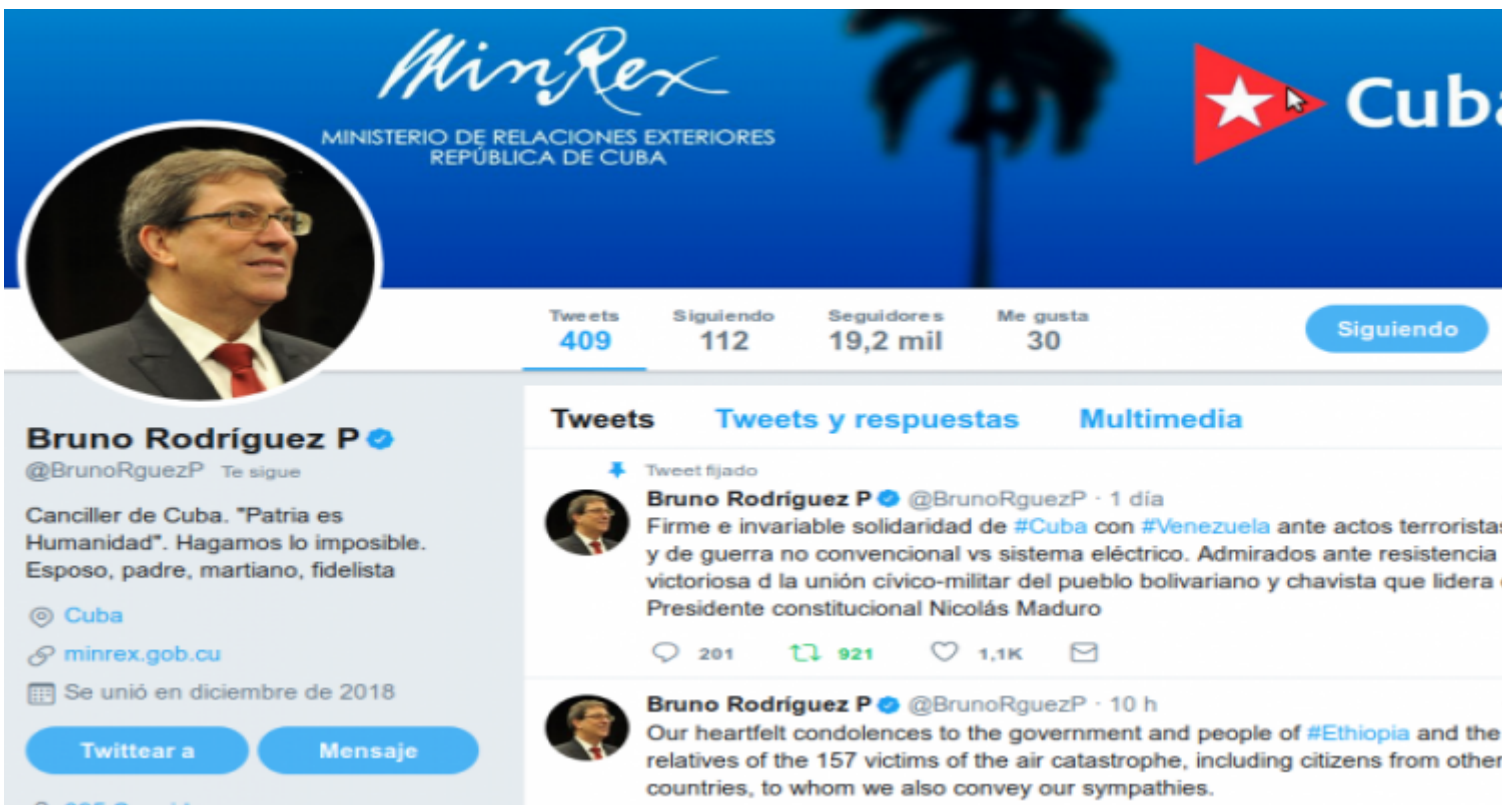 MinRex
MINISTERIO DE RELACIONES EXTERIORES
REPÚBLICA DE CUBA
Cuba
Tweets
409
Siguiendo
112
Seguidores
19,2 mil
Me gusta
30
Siguiendo
Bruno Rodríguez P
@BrunoRguezP Te sigue
Canciller de Cuba. "Patria es
Humanidad". Hagamos lo imposible.
Esposo, padre, martiano, fidelista
Cuba
minrex.gob.cu
Se unió en diciembre de 2018
Twittear a
Mensaje
Tweets Tweets y respuestas Multimedia
Tweet fijado
Bruno Rodríguez P @BrunoRguezP · 1 día
Firme e invariable solidaridad de #Cuba con #Venezuela ante actos terroristas
y de guerra no convencional vs sistema eléctrico. Admirados ante resistencia
victoriosa d la unión cívico-militar del pueblo bolivariano y chavista que lidera
Presidente constitucional Nicolás Maduro
201 921 1,1K
Bruno Rodríguez P @BrunoRguezP · 10 h
Our heartfelt condolences to the government and people of #Ethiopia and the
relatives of the 157 victims of the air catastrophe, including citizens from other
countries, to whom we also convey our sympathies.